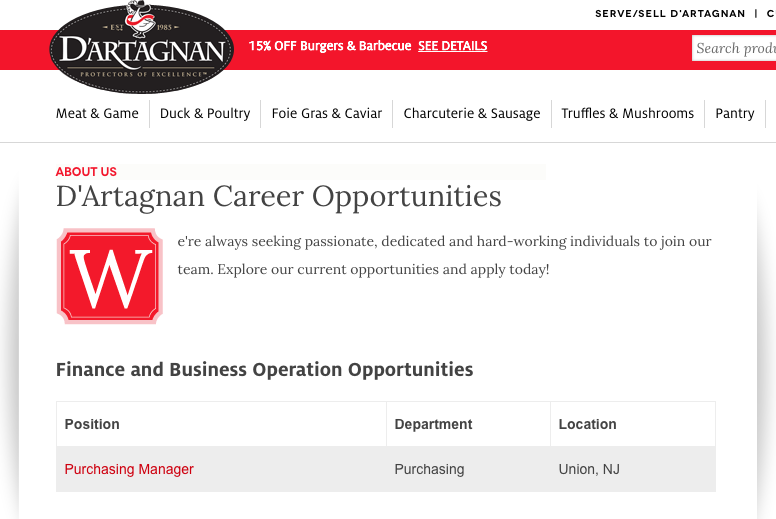 SERVE/SELL D'ARTAGNAN | C
EST 1985
D'ARTAGNAN
PROTECTORS OF EXCELLENCE™
15% OFF Burgers & Barbecue SEE DETAILS
Search produ
Meat & Game
Duck & Poultry
Foie Gras & Caviar
Charcuterie & Sausage
Truffles & Mushrooms
Pantry
ABOUT US
D'Artagnan Career Opportunities
We're always seeking passionate, dedicated and hard-working individuals to join our
team. Explore our current opportunities and apply today!
Finance and Business Operation Opportunities
Position Department Location
Purchasing Manager Purchasing Union, NJ